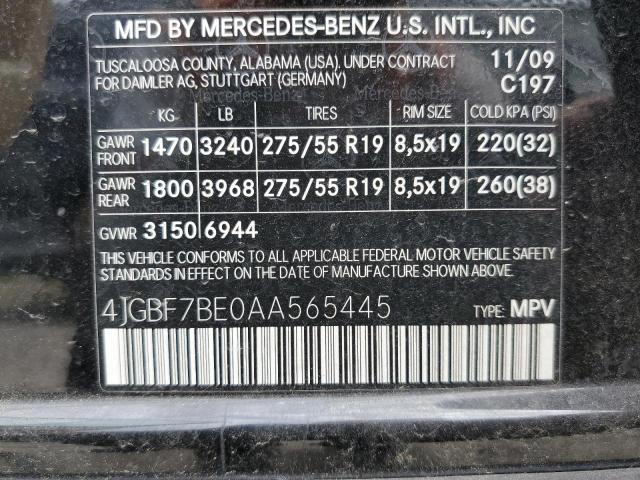 MFD BY MERCEDES-BENZ U.S. INTL., INC
TUSCALOOSA COUNTY, ALABAMA (USA). UNDER CONTRACT 11/09
FOR DAIMLER AG, STUTTGART (GERMANY) C197
KG LB TIRES RIM SIZE COLD KPA (PSI)
GAWR FRONT 1470 3240 275/55 R19 8,5x19 220(32)
GAWR REAR 1800 3968 275/55 R19 8,5x19 260(38)
GVWR 3150 6944
THIS VEHICLE CONFORMS TO ALL APPLICABLE FEDERAL MOTOR VEHICLE SAFETY
AND THEFT PREVENTION STANDARDS IN EFFECT ON THE DATE OF MANUFACTURE SHOWN ABOVE.
4JGBF7BE0AA565445 TYPE: MPV